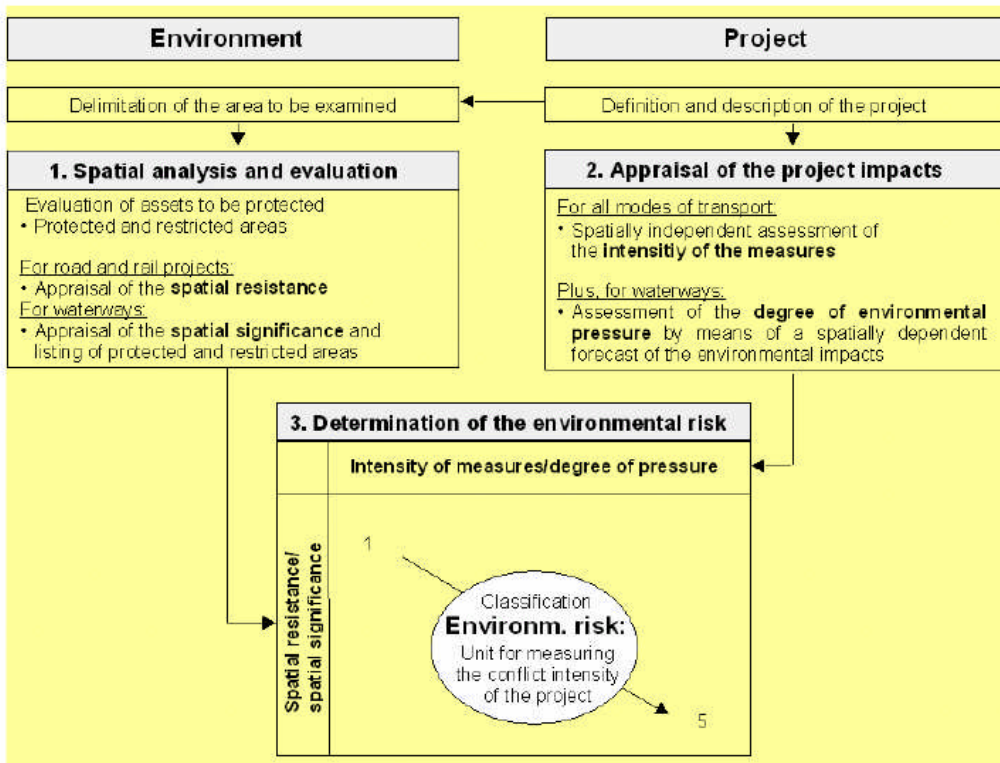 Environment
Project
Delimitation of the area to be examined
Definition and description of the project
1. Spatial analysis and evaluation
Evaluation of assets to be protected
• Protected and restricted areas
For road and rail projects:
• Appraisal of the spatial resistance
For waterways:
• Appraisal of the spatial significance and
listing of protected and restricted areas
2. Appraisal of the project impacts
For all modes of transport:
• Spatially independent assessment of
the intensitiy of the measures
Plus, for waterways:
• Assessment of the degree of environmental
pressure by means of a spatially dependent
forecast of the environmental impacts
3. Determination of the environmental risk
Intensity of measures/degree of pressure
Spatial resistance/
spatial significance
1
Classification
Environm. risk:
Unit for measuring
the conflict intensity
of the project
5